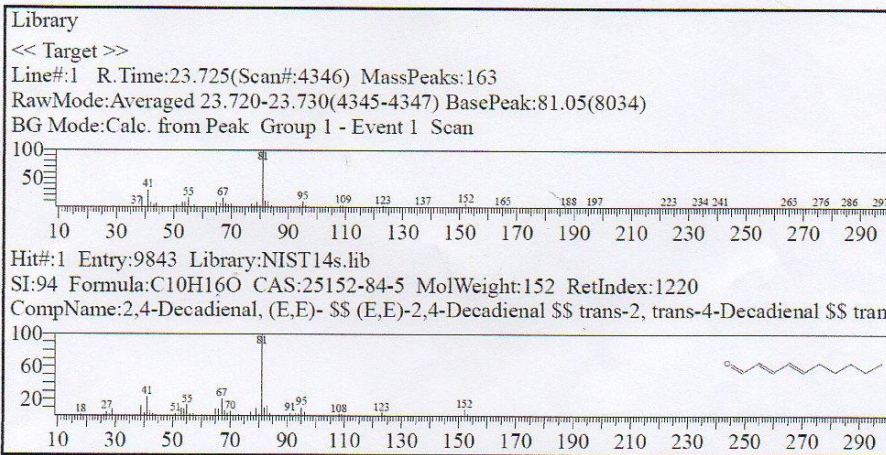 Library
<< Target >>
Line#:1 R.Time:23.725(Scan#:4346) MassPeaks:163
RawMode:Averaged 23.720-23.730(4345-4347) BasePeak:81.05(8034)
BG Mode:Calc. from Peak Group 1 - Event 1 Scan
100
50
37 41 55 67 81 95 109 123 137 152 165 188 197 223 234 241 265 276 286 297
10 30 50 70 90 110 130 150 170 190 210 230 250 270 290
Hit#:1 Entry:9843 Library:NIST14s.lib
SI:94 Formula:C10H16O CAS:25152-84-5 MolWeight:152 RetIndex:1220
CompName:2,4-Decadienal, (E,E)- $$ (E,E)-2,4-Decadienal $$ trans-2, trans-4-Decadienal $$ tran
100
60
20
18 27 41 51 55 67 70 81 91 95 108 123 152
O
10 30 50 70 90 110 130 150 170 190 210 230 250 270 290